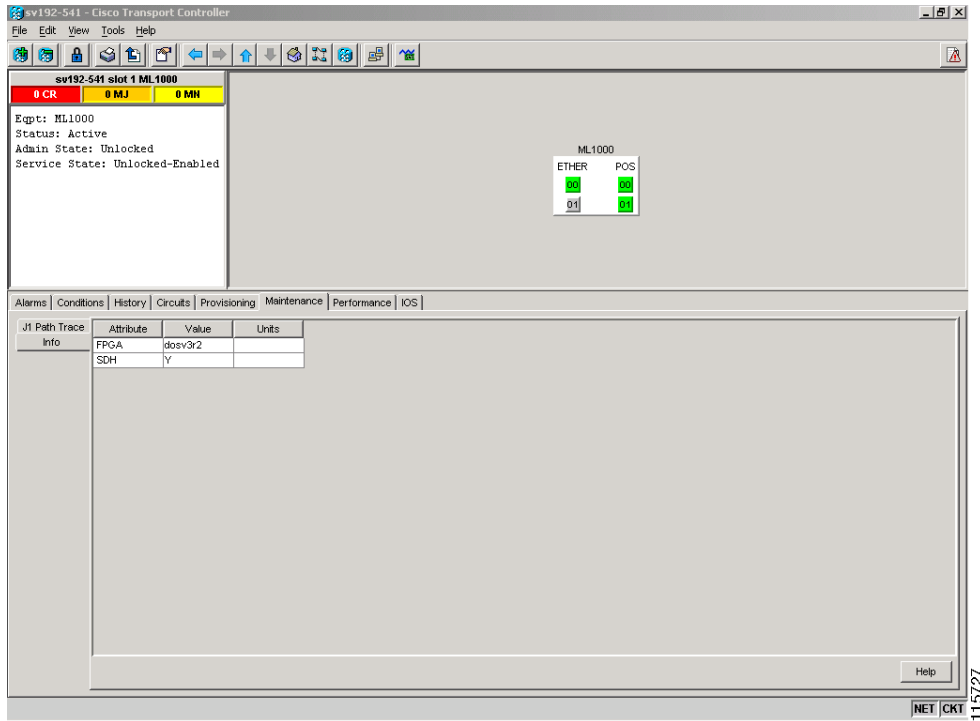 sv192-541 - Cisco Transport Controller
File Edit View Tools Help
sv192-541 slot 1 ML1000
0 CR 0 MJ 0 MN
Eqpt: ML1000
Status: Active
Admin State: Unlocked
Service State: Unlocked-Enabled
ML1000
ETHER POS
00 00
01 01
Alarms Conditions History Circuits Provisioning Maintenance Performance IOS
J1 Path Trace
Info
Attribute Value Units
FPGA dosv3r2
SDH Y
Help
NET CKT
115727